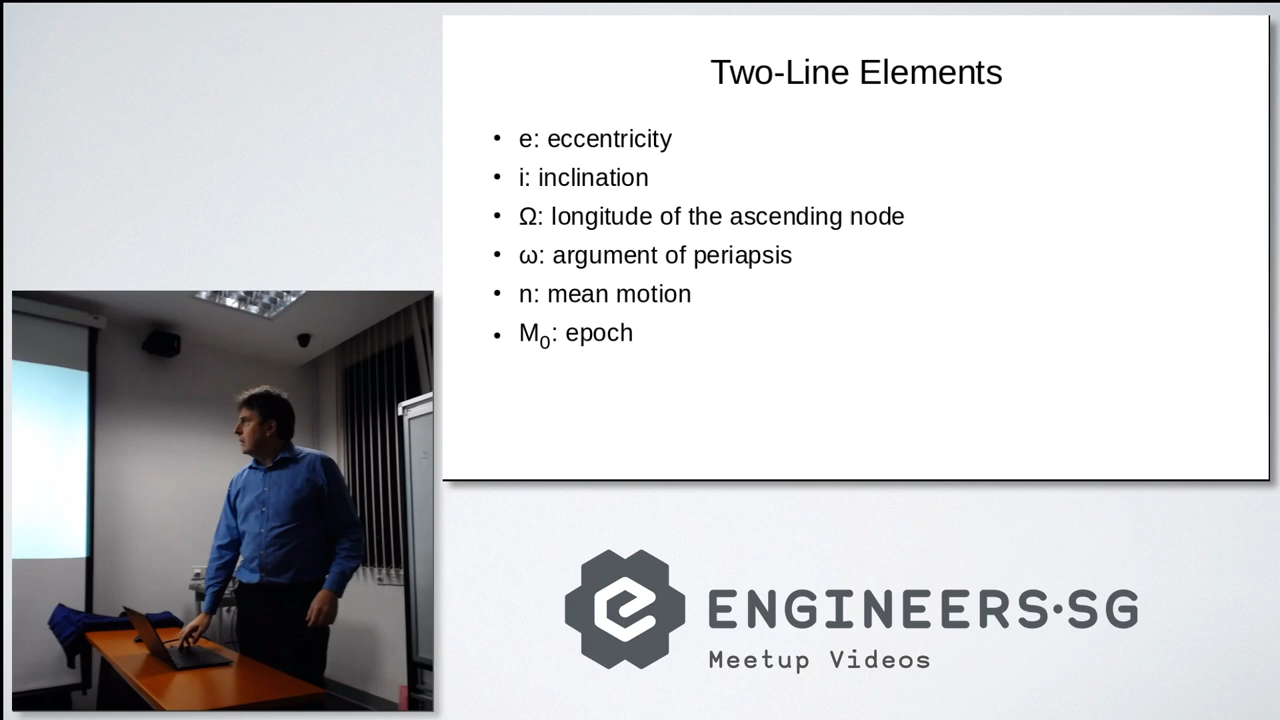 Two-Line Elements
• e: eccentricity
• i: inclination
• Ω: longitude of the ascending node
• ω: argument of periapsis
• n: mean motion
• M₀: epoch
ENGINEERS·SG
Meetup Videos